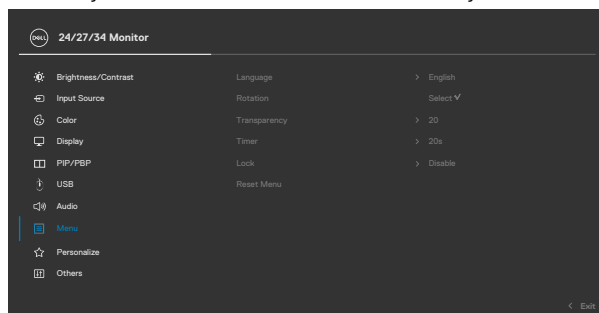 DELL 24/27/34 Monitor
Brightness/Contrast Language > English
Input Source Rotation Select √
Color Transparency > 20
Display Timer > 20s
PIP/PBP Lock > Disable
USB Reset Menu
Audio
Menu
Personalize
Others
< Exit